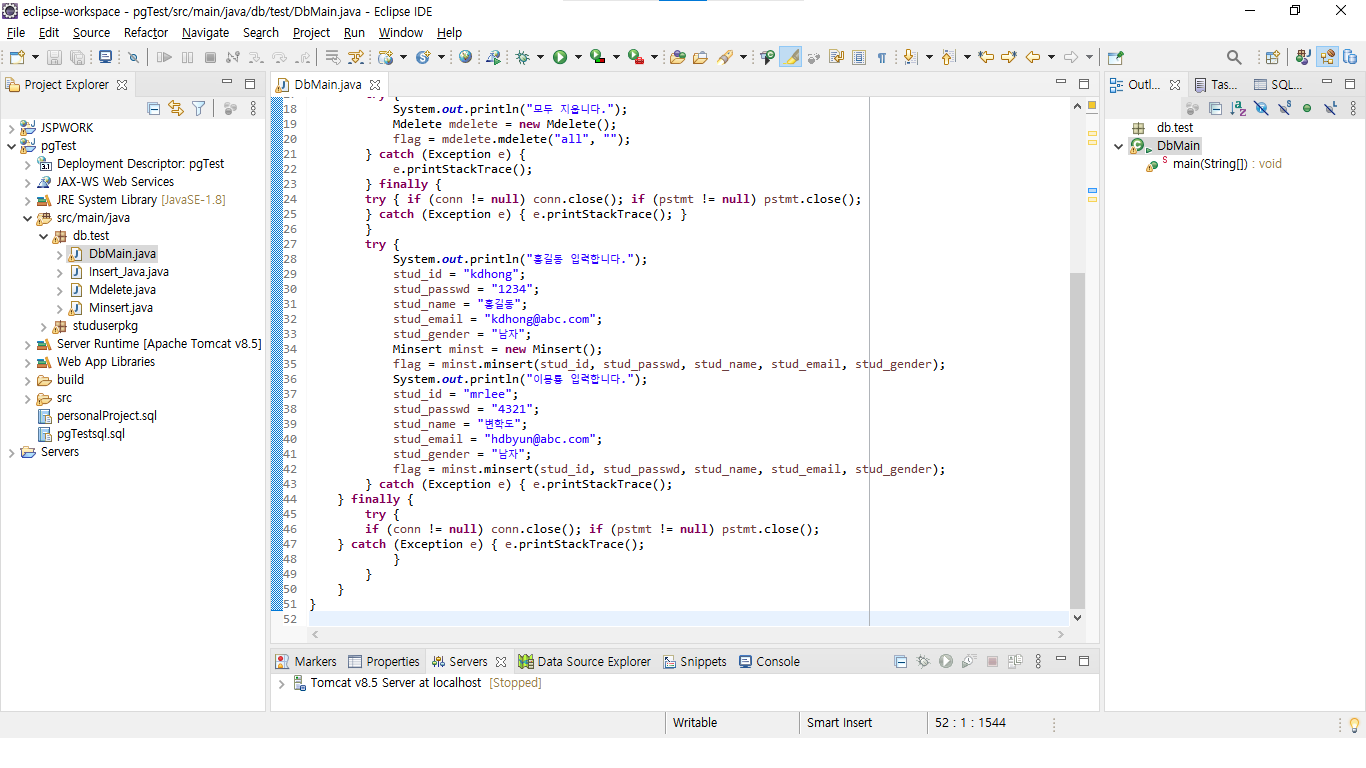 eclipse-workspace - pgTest/src/main/java/db/test/DbMain.java - Eclipse IDE
File Edit Source Refactor Navigate Search Project Run Window Help
Project Explorer
JSPWORK
pgTest
Deployment Descriptor: pgTest
JAX-WS Web Services
JRE System Library [JavaSE-1.8]
src/main/java
db.test
DbMain.java
Insert_Java.java
Mdelete.java
Minsert.java
studuserpkg
Server Runtime [Apache Tomcat v8.5]
Web App Libraries
build
src
personalProject.sql
pgTestsql.sql
Servers
DbMain.java
17 try {
18 System.out.println("모두 지웁니다.");
19 Mdelete mdelete = new Mdelete();
20 flag = mdelete.mdelete("all", "");
21 } catch (Exception e) {
22 e.printStackTrace();
23 } finally {
24 try { if (conn != null) conn.close(); if (pstmt != null) pstmt.close();
25 } catch (Exception e) { e.printStackTrace(); }
26 }
27 try {
28 System.out.println("홍길동 입력합니다.");
29 stud_id = "kdhong";
30 stud_passwd = "1234";
31 stud_name = "홍길동";
32 stud_email = "kdhong@abc.com";
33 stud_gender = "남자";
34 Minsert minst = new Minsert();
35 flag = minst.minsert(stud_id, stud_passwd, stud_name, stud_email, stud_gender);
36 System.out.println("이몽룡 입력합니다.");
37 stud_id = "mrlee";
38 stud_passwd = "4321";
39 stud_name = "변학도";
40 stud_email = "hdbyun@abc.com";
41 stud_gender = "남자";
42 flag = minst.minsert(stud_id, stud_passwd, stud_name, stud_email, stud_gender);
43 } catch (Exception e) { e.printStackTrace();
44 } finally {
45 try {
46 if (conn != null) conn.close(); if (pstmt != null) pstmt.close();
47 } catch (Exception e) { e.printStackTrace();
48 }
49 }
50 }
51 }
52
Outl... Tas... SQL...
db.test
DbMain
main(String[]) : void
Markers Properties Servers Data Source Explorer Snippets Console
Tomcat v8.5 Server at localhost [Stopped]
Writable Smart Insert 52 : 1 : 1544